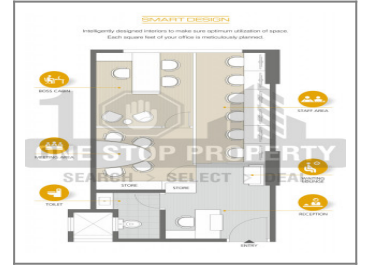 SMART DESIGN
Intelligently designed interiors to make sure optimum utilization of space.
Each square feet of your office is meticulously planned.
BOSS CABIN
STAFF AREA
ONE STOP PROPERTY
SEARCH SELECT DEAL
WAITING
LOUNGE
STORE
STORE
TOILET
RECEPTION
ENTRY